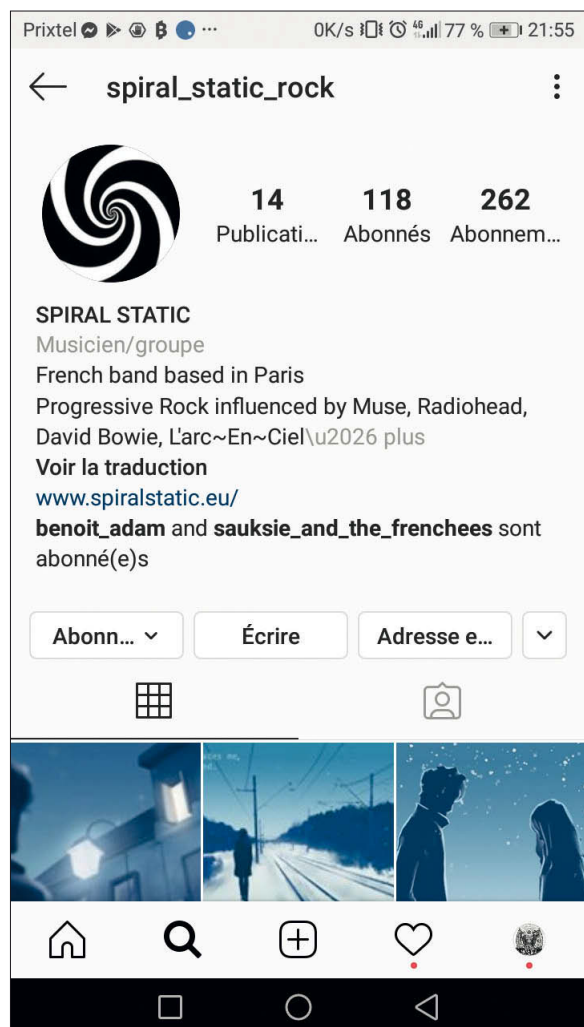 Prixtel ... 0K/s 46 77 % 21:55
spiral_static_rock
14 118 262
Publicati... Abonnés Abonnem...
SPIRAL STATIC
Musicien/groupe
French band based in Paris
Progressive Rock influenced by Muse, Radiohead,
David Bowie, L'arc~En~Ciel\u2026 plus
Voir la traduction
www.spiralstatic.eu/
benoit_adam and sauksie_and_the_frenchees sont
abonné(e)s
Abonn... Écrire Adresse e...